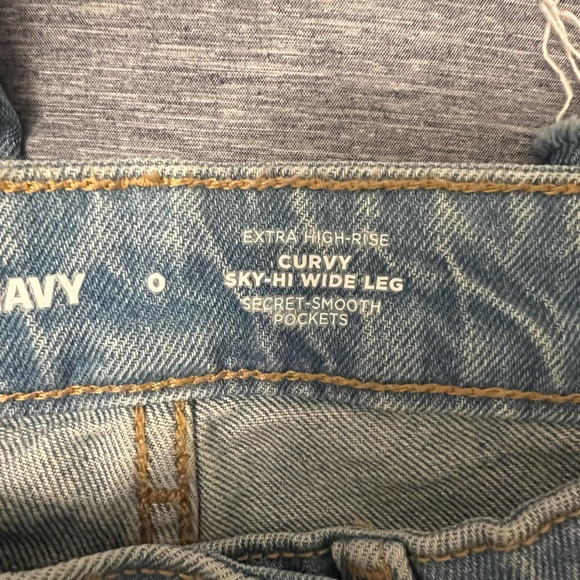 AVY
0
EXTRA HIGH-RISE
CURVY
SKY-HI WIDE LEG
SECRET-SMOOTH
POCKETS